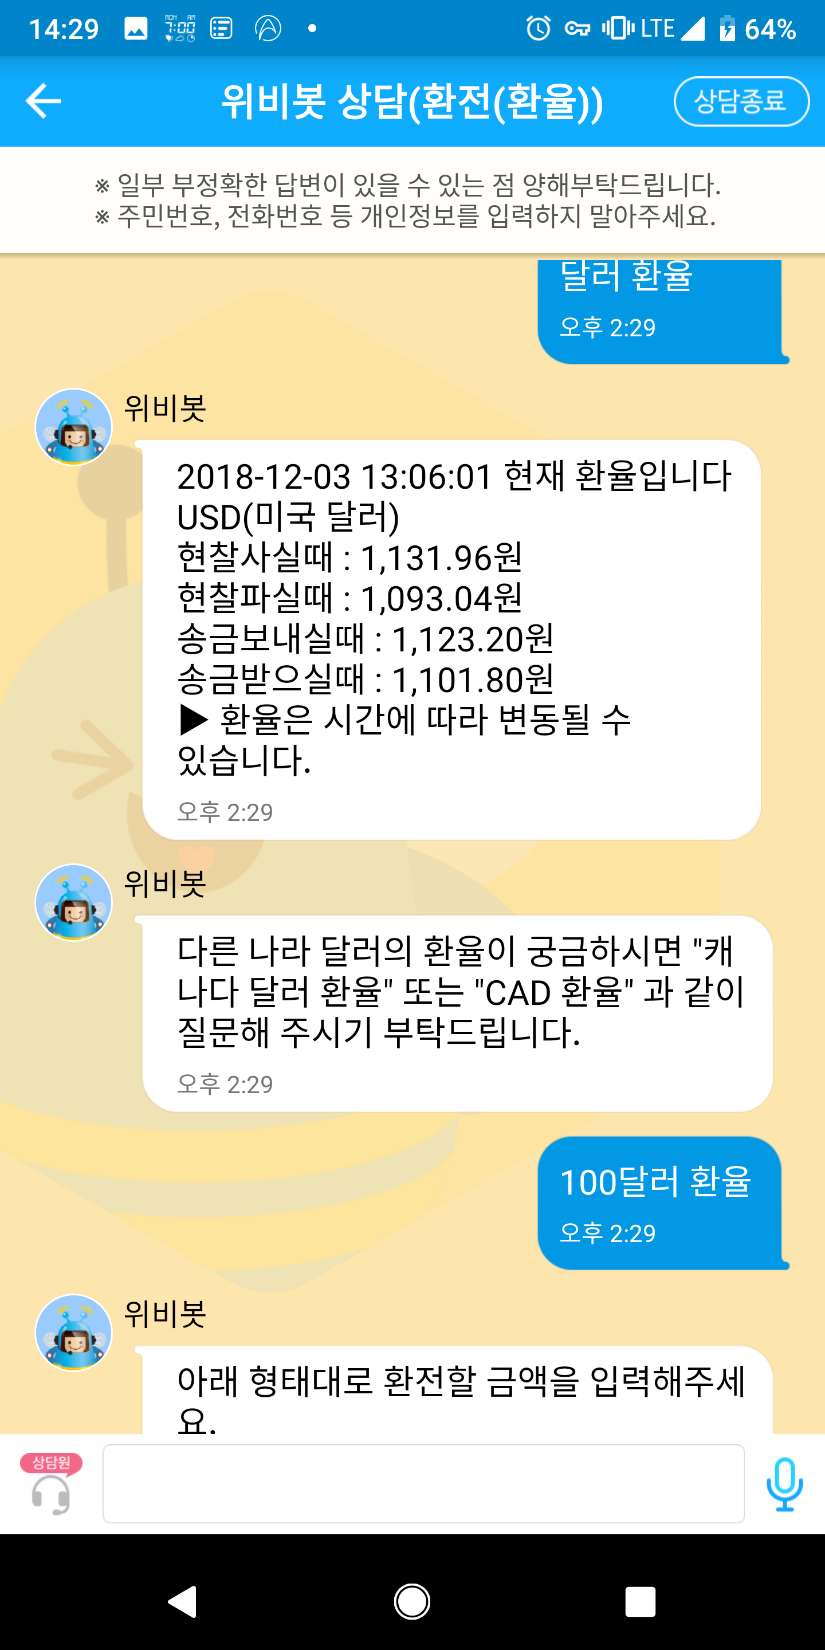 14:29
LTE
64%
위비봇 상담(환전(환율))
상담종료
※ 일부 부정확한 답변이 있을 수 있는 점 양해부탁드립니다.
※ 주민번호, 전화번호 등 개인정보를 입력하지 말아주세요.
달러 환율
오후 2:29
위비봇
2018-12-03 13:06:01 현재 환율입니다
USD(미국 달러)
현찰사실때 : 1,131.96원
현찰파실때 : 1,093.04원
송금보내실때 : 1,123.20원
송금받으실때 : 1,101.80원
▶ 환율은 시간에 따라 변동될 수
있습니다.
오후 2:29
위비봇
다른 나라 달러의 환율이 궁금하시면 "캐
나다 달러 환율" 또는 "CAD 환율" 과 같이
질문해 주시기 부탁드립니다.
오후 2:29
100달러 환율
오후 2:29
위비봇
아래 형태대로 환전할 금액을 입력해주세
요.
상담원